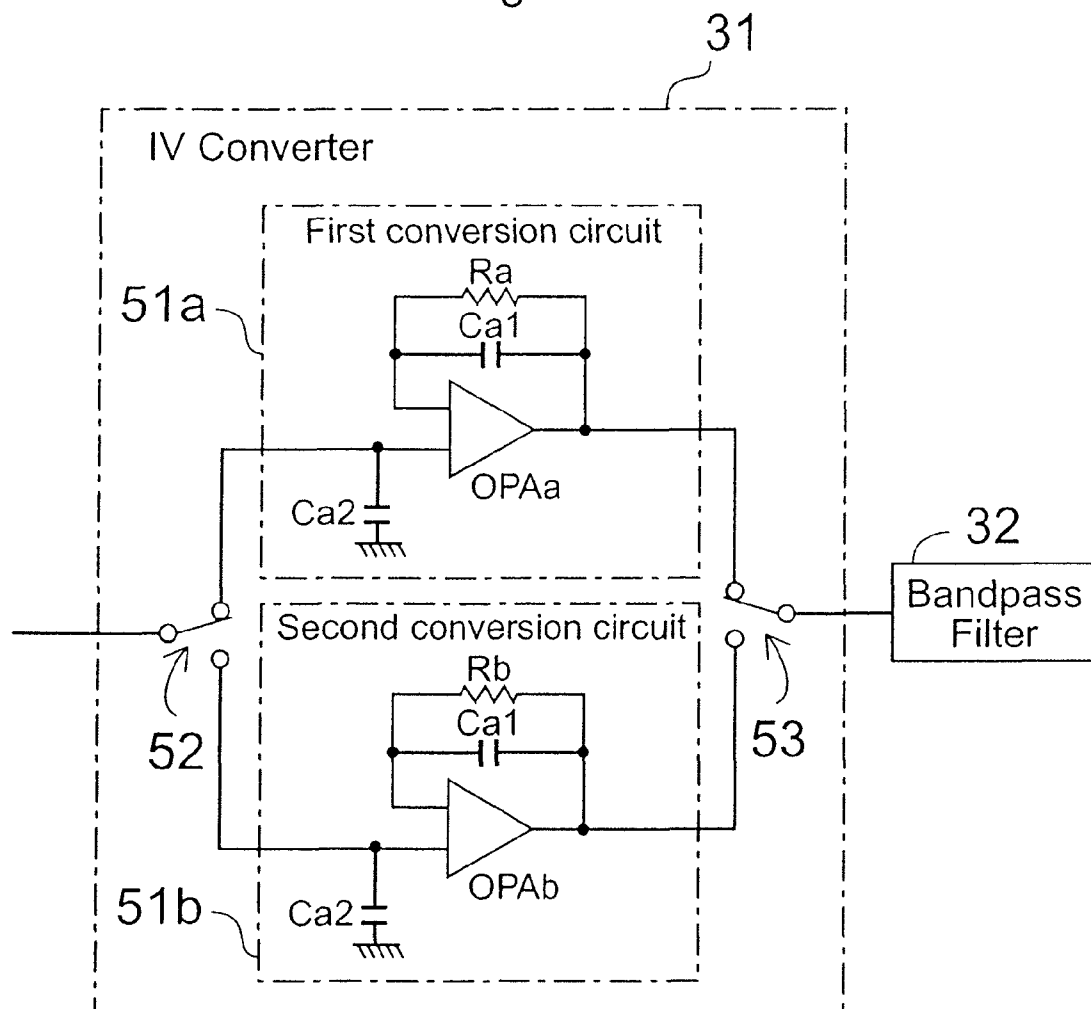 31
IV Converter
First conversion circuit
Ra
51a
Ca1
OPAa
Ca2
32
Bandpass
Filter
Second conversion circuit
Rb
52
Ca1
53
OPAb
51b
Ca2